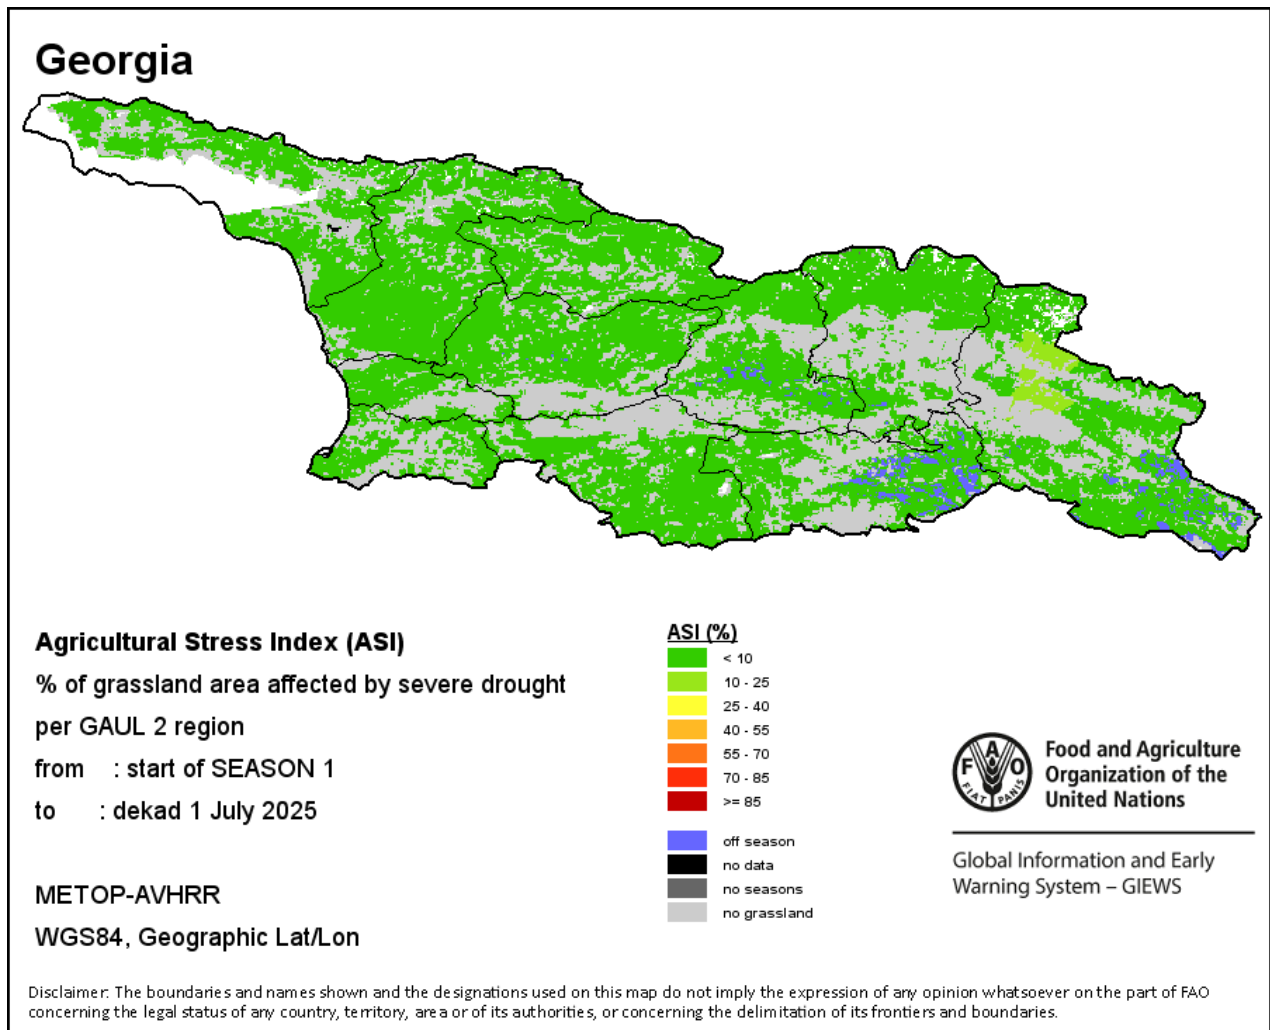 Georgia
Agricultural Stress Index (ASI)
% of grassland area affected by severe drought
per GAUL 2 region
from : start of SEASON 1
to : dekad 1 July 2025
METOP-AVHRR
WGS84, Geographic Lat/Lon
ASI (%)
< 10
10 - 25
25 - 40
40 - 55
55 - 70
70 - 85
>= 85
off season
no data
no seasons
no grassland
F A O
FIAT PANIS
Food and Agriculture
Organization of the
United Nations
Global Information and Early
Warning System – GIEWS
Disclaimer: The boundaries and names shown and the designations used on this map do not imply the expression of any opinion whatsoever on the part of FAO
concerning the legal status of any country, territory, area or of its authorities, or concerning the delimitation of its frontiers and boundaries.